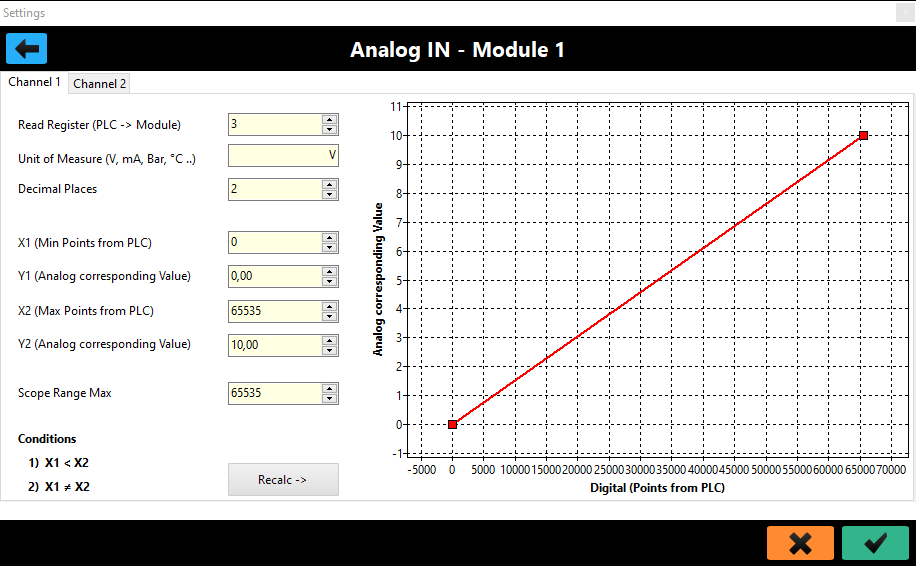 Settings
Analog IN - Module 1
Channel 1 Channel 2
Read Register (PLC -> Module) 3
Unit of Measure (V, mA, Bar, °C ..) V
Decimal Places 2
X1 (Min Points from PLC) 0
Y1 (Analog corresponding Value) 0,00
X2 (Max Points from PLC) 65535
Y2 (Analog corresponding Value) 10,00
Scope Range Max 65535
Conditions
1) X1 < X2
2) X1 ≠ X2
Recalc ->
Analog corresponding Value
11
10
9
8
7
6
5
4
3
2
1
0
-1
-5000 0 5000 10000 15000 20000 25000 30000 35000 40000 45000 50000 55000 60000 65000 70000
Digital (Points from PLC)